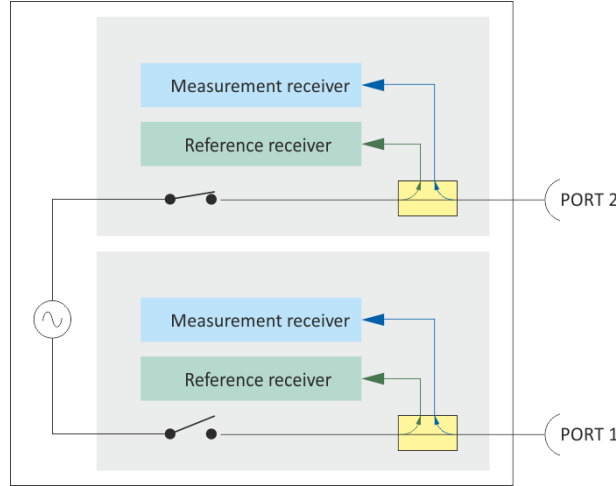 Measurement receiver
Reference receiver
PORT 2
Measurement receiver
Reference receiver
PORT 1